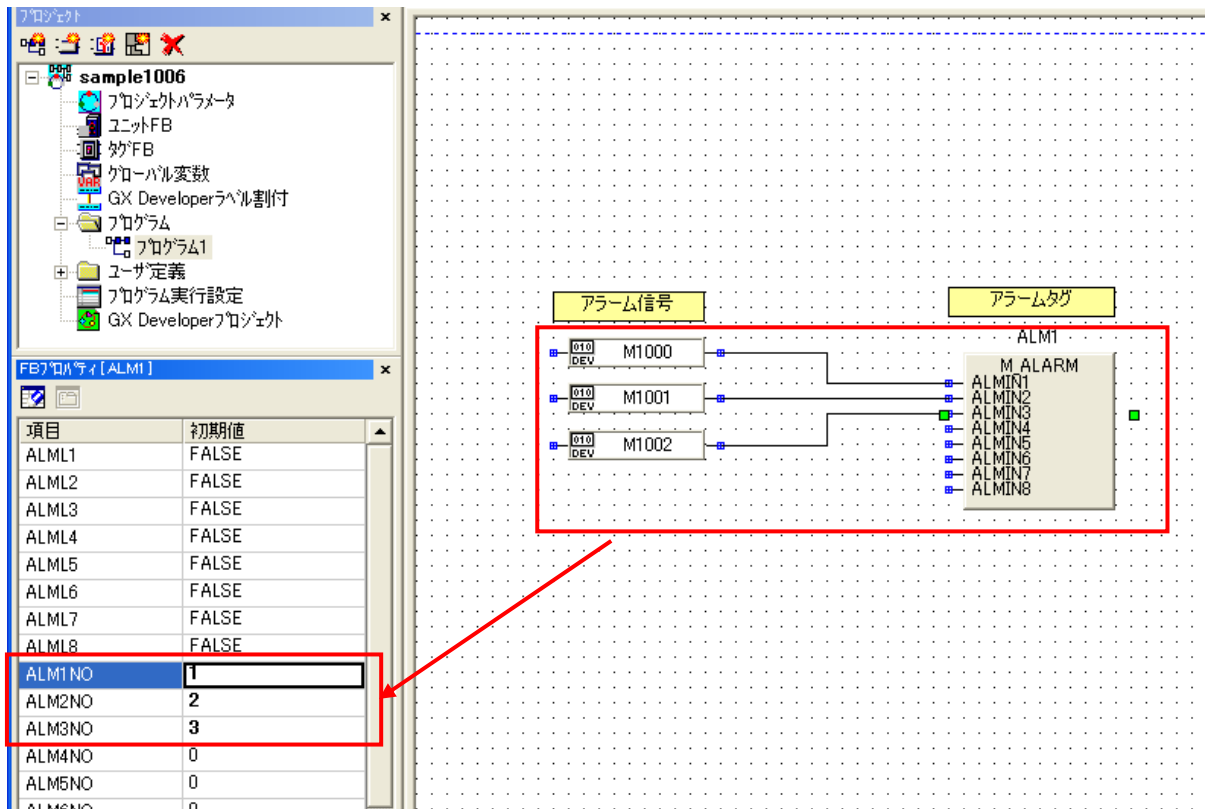 プロジェクト
sample1006
プロジェクトパラメータ
ユニットFB
タグFB
グローバル変数
GX Developerラベル割付
プログラム
プログラム1
ユーザ定義
プログラム実行設定
GX Developerプロジェクト
FBプロパティ [ ALM1 ]
項目 初期値
ALML1 FALSE
ALML2 FALSE
ALML3 FALSE
ALML4 FALSE
ALML5 FALSE
ALML6 FALSE
ALML7 FALSE
ALML8 FALSE
ALM1NO 1
ALM2NO 2
ALM3NO 3
ALM4NO 0
ALM5NO 0
ALM6NO 0
アラーム信号
010 DEV M1000
010 DEV M1001
010 DEV M1002
アラームタグ
ALM1
M_ALARM
ALMIN1
ALMIN2
ALMIN3
ALMIN4
ALMIN5
ALMIN6
ALMIN7
ALMIN8